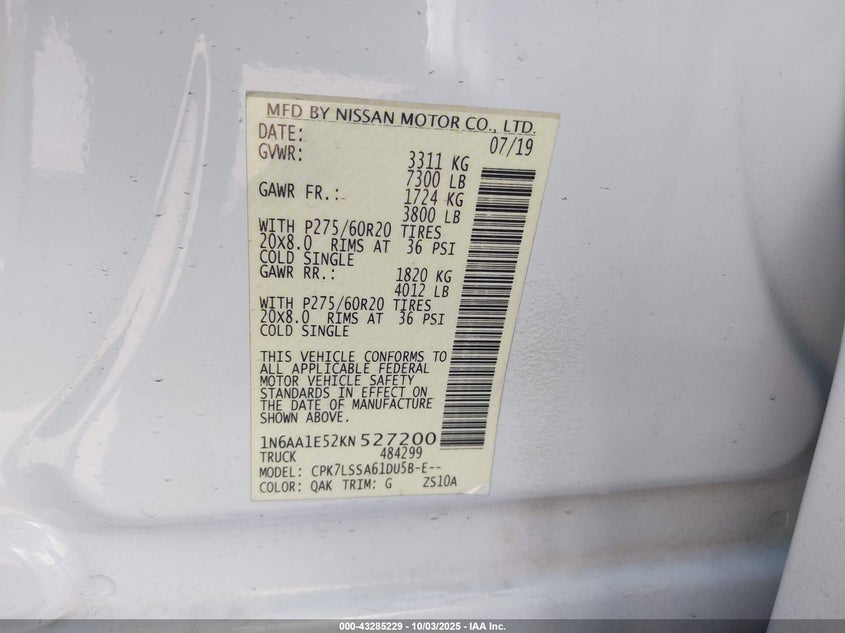 MFD BY NISSAN MOTOR CO., LTD.
DATE: 07/19
GVWR: 3311 KG
7300 LB
GAWR FR.: 1724 KG
3800 LB
WITH P275/60R20 TIRES
20X8.0 RIMS AT 36 PSI
COLD SINGLE
GAWR RR.: 1820 KG
4012 LB
WITH P275/60R20 TIRES
20X8.0 RIMS AT 36 PSI
COLD SINGLE
THIS VEHICLE CONFORMS TO
ALL APPLICABLE FEDERAL
MOTOR VEHICLE SAFETY
STANDARDS IN EFFECT ON
THE DATE OF MANUFACTURE
SHOWN ABOVE.
1N6AA1E52KN527200
TRUCK 484299
MODEL: CPK7LSSA61DU5B-E--
COLOR: QAK TRIM: G ZS10A
000-43285229 - 10/03/2025 - IAA Inc.